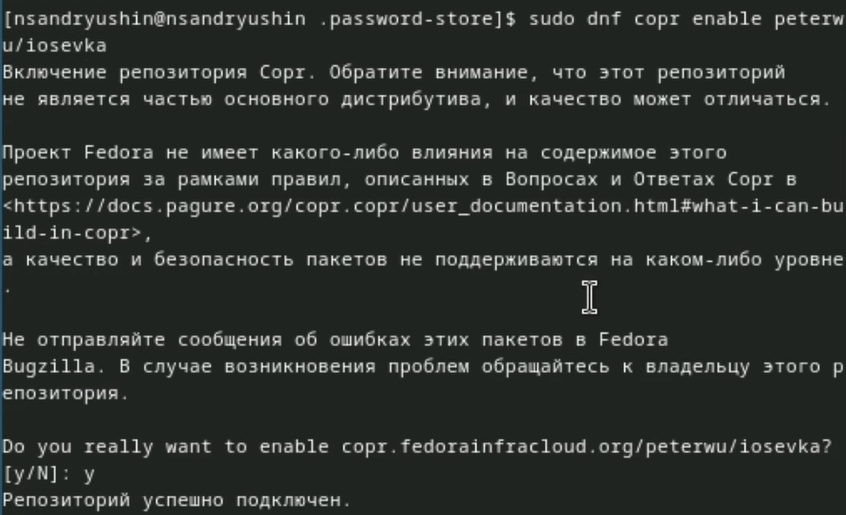 [nsandryushin@nsandryushin .password-store]$ sudo dnf copr enable peterw
u/iosevka
Включение репозитория Copr. Обратите внимание, что этот репозиторий
не является частью основного дистрибутива, и качество может отличаться.
Проект Fedora не имеет какого-либо влияния на содержимое этого
репозитория за рамками правил, описанных в Вопросах и Ответах Copr в
<https://docs.pagure.org/copr.copr/user_documentation.html#what-i-can-bu
ild-in-copr>,
а качество и безопасность пакетов не поддерживаются на каком-либо уровне
.
Не отправляйте сообщения об ошибках этих пакетов в Fedora
Bugzilla. В случае возникновения проблем обращайтесь к владельцу этого р
епозитория.
Do you really want to enable copr.fedorainfracloud.org/peterwu/iosevka?
[y/N]: y
Репозиторий успешно подключен.